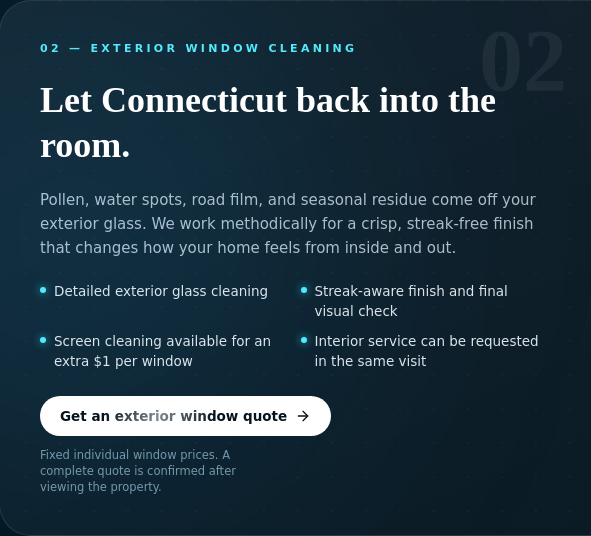 02 — EXTERIOR WINDOW CLEANING
02
Let Connecticut back into the
room.
Pollen, water spots, road film, and seasonal residue come off your
exterior glass. We work methodically for a crisp, streak-free finish
that changes how your home feels from inside and out.
Detailed exterior glass cleaning
Streak-aware finish and final
visual check
Screen cleaning available for an
extra $1 per window
Interior service can be requested
in the same visit
Get an exterior window quote →
Fixed individual window prices. A
complete quote is confirmed after
viewing the property.